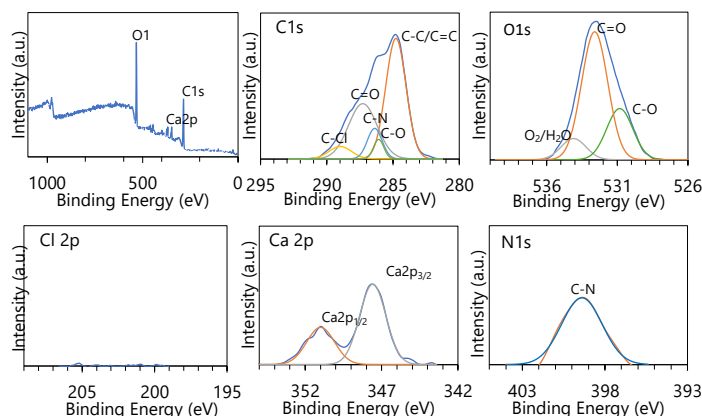 Intensity (a.u.)
O1
C1s
Ca2p
1000 500 0
Binding Energy (eV)
Intensity (a.u.)
C1s
C-C/C=C
C=O
C-N
C-Cl
C-O
295 290 285 280
Binding Energy (eV)
Intensity (a.u.)
O1s
C=O
C-O
O₂/H₂O
536 531 526
Binding Energy (eV)
Intensity (a.u.)
Cl 2p
205 200 195
Binding Energy (eV)
Intensity (a.u.)
Ca 2p
Ca2p₃/₂
Ca2p₁/₂
352 347 342
Binding Energy (eV)
Intensity (a.u.)
N1s
C-N
403 398 393
Binding Energy (eV)